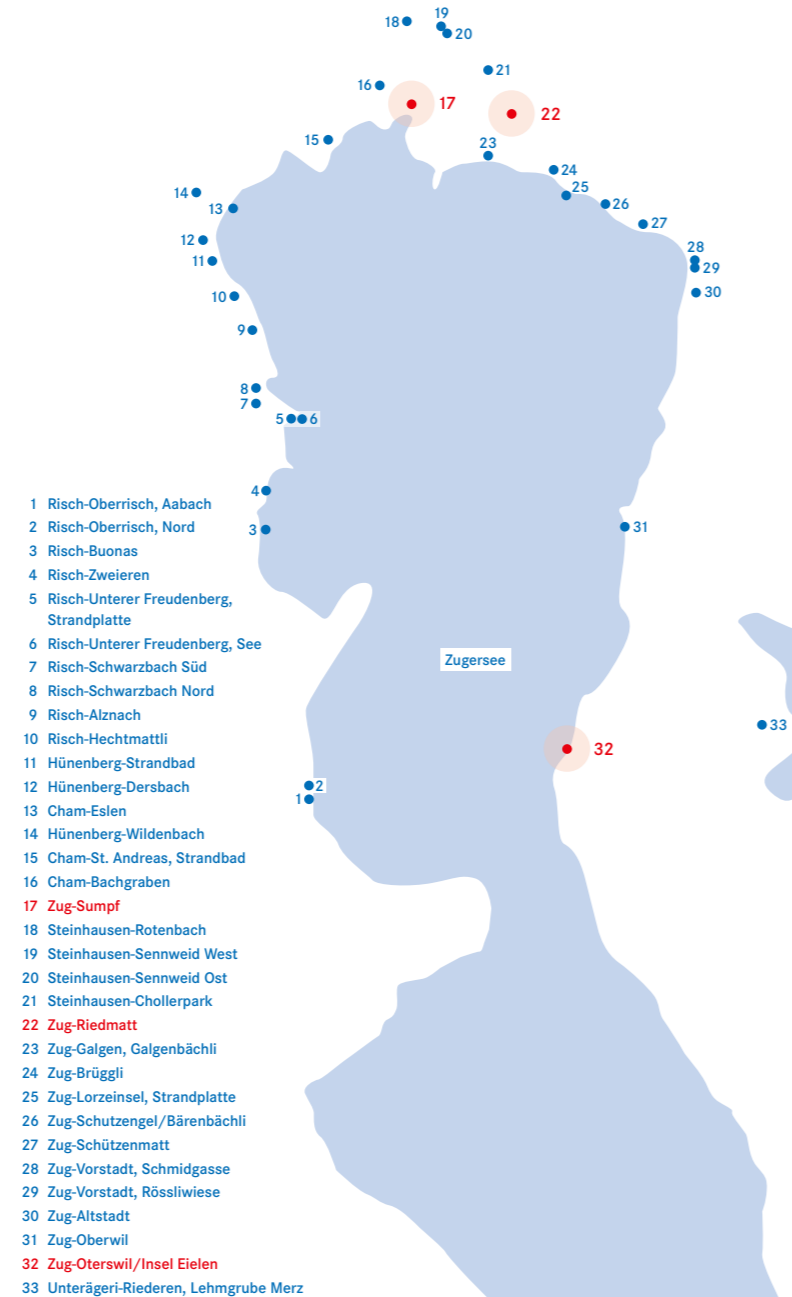 19
18
20
21
16
17
22
15
23
24
25
14
26
13
27
12
28
11
29
10
30
9
8
7
5
6
4
3
31
Zugersee
33
32
2
1
1 Risch-Oberrisch, Aabach
2 Risch-Oberrisch, Nord
3 Risch-Buonas
4 Risch-Zweieren
5 Risch-Unterer Freudenberg,
Strandplatte
6 Risch-Unterer Freudenberg, See
7 Risch-Schwarzbach Süd
8 Risch-Schwarzbach Nord
9 Risch-Alznach
10 Risch-Hechtmattli
11 Hünenberg-Strandbad
12 Hünenberg-Dersbach
13 Cham-Eslen
14 Hünenberg-Wildenbach
15 Cham-St. Andreas, Strandbad
16 Cham-Bachgraben
17 Zug-Sumpf
18 Steinhausen-Rotenbach
19 Steinhausen-Sennweid West
20 Steinhausen-Sennweid Ost
21 Steinhausen-Chollerpark
22 Zug-Riedmatt
23 Zug-Galgen, Galgenbächli
24 Zug-Brüggli
25 Zug-Lorzeinsel, Strandplatte
26 Zug-Schutzengel/Bärenbächli
27 Zug-Schützenmatt
28 Zug-Vorstadt, Schmidgasse
29 Zug-Vorstadt, Rössliwiese
30 Zug-Altstadt
31 Zug-Oberwil
32 Zug-Oterswil/Insel Eielen
33 Unterägeri-Riederen, Lehmgrube Merz